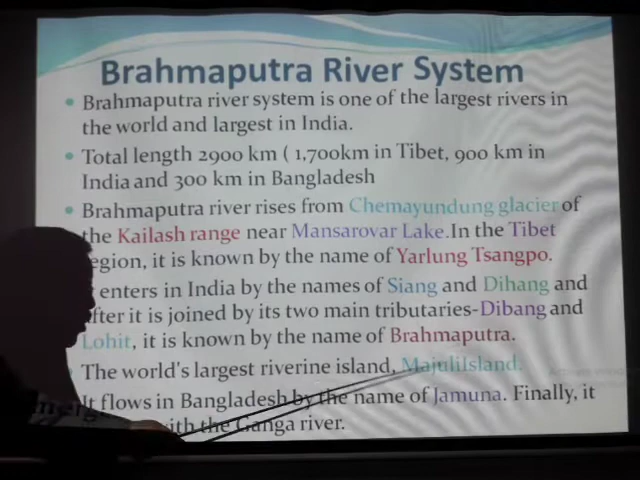 Brahmaputra River System
• Brahmaputra river system is one of the largest rivers in
the world and largest in India.
• Total length 2900 km ( 1,700km in Tibet, 900 km in
India and 300 km in Bangladesh
• Brahmaputra river rises from Chemayundung glacier of
the Kailash range near Mansarovar Lake.In the Tibet
region, it is known by the name of Yarlung Tsangpo.
enters in India by the names of Siang and Dihang and
after it is joined by its two main tributaries-Dibang and
Lohit, it is known by the name of Brahmaputra.
The world's largest riverine island, MajuliIsland.
It flows in Bangladesh by the name of Jamuna. Finally, it
with the Ganga river.